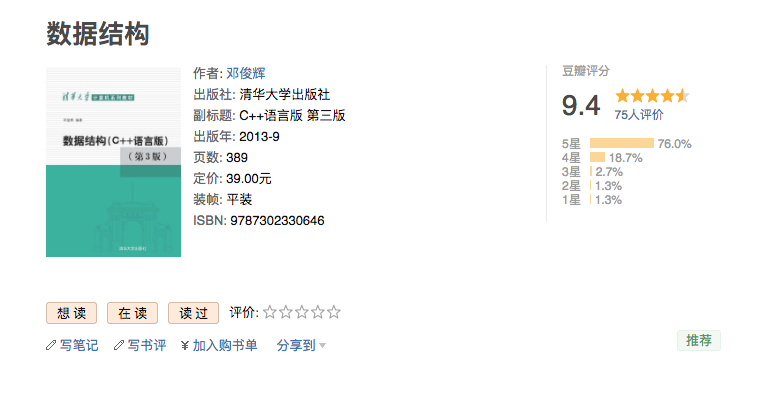 数据结构
清华大学 计算机系列教材
邓俊辉 编著
数据结构(C++语言版)
(第3版)
清华大学出版社
作者: 邓俊辉
出版社: 清华大学出版社
副标题: C++语言版 第三版
出版年: 2013-9
页数: 389
定价: 39.00元
装帧: 平装
ISBN: 9787302330646
豆瓣评分
9.4
75人评价
5星 76.0%
4星 18.7%
3星 2.7%
2星 1.3%
1星 1.3%
想读 在读 读过 评价:
写笔记 写书评 ¥ 加入购书单 分享到
推荐